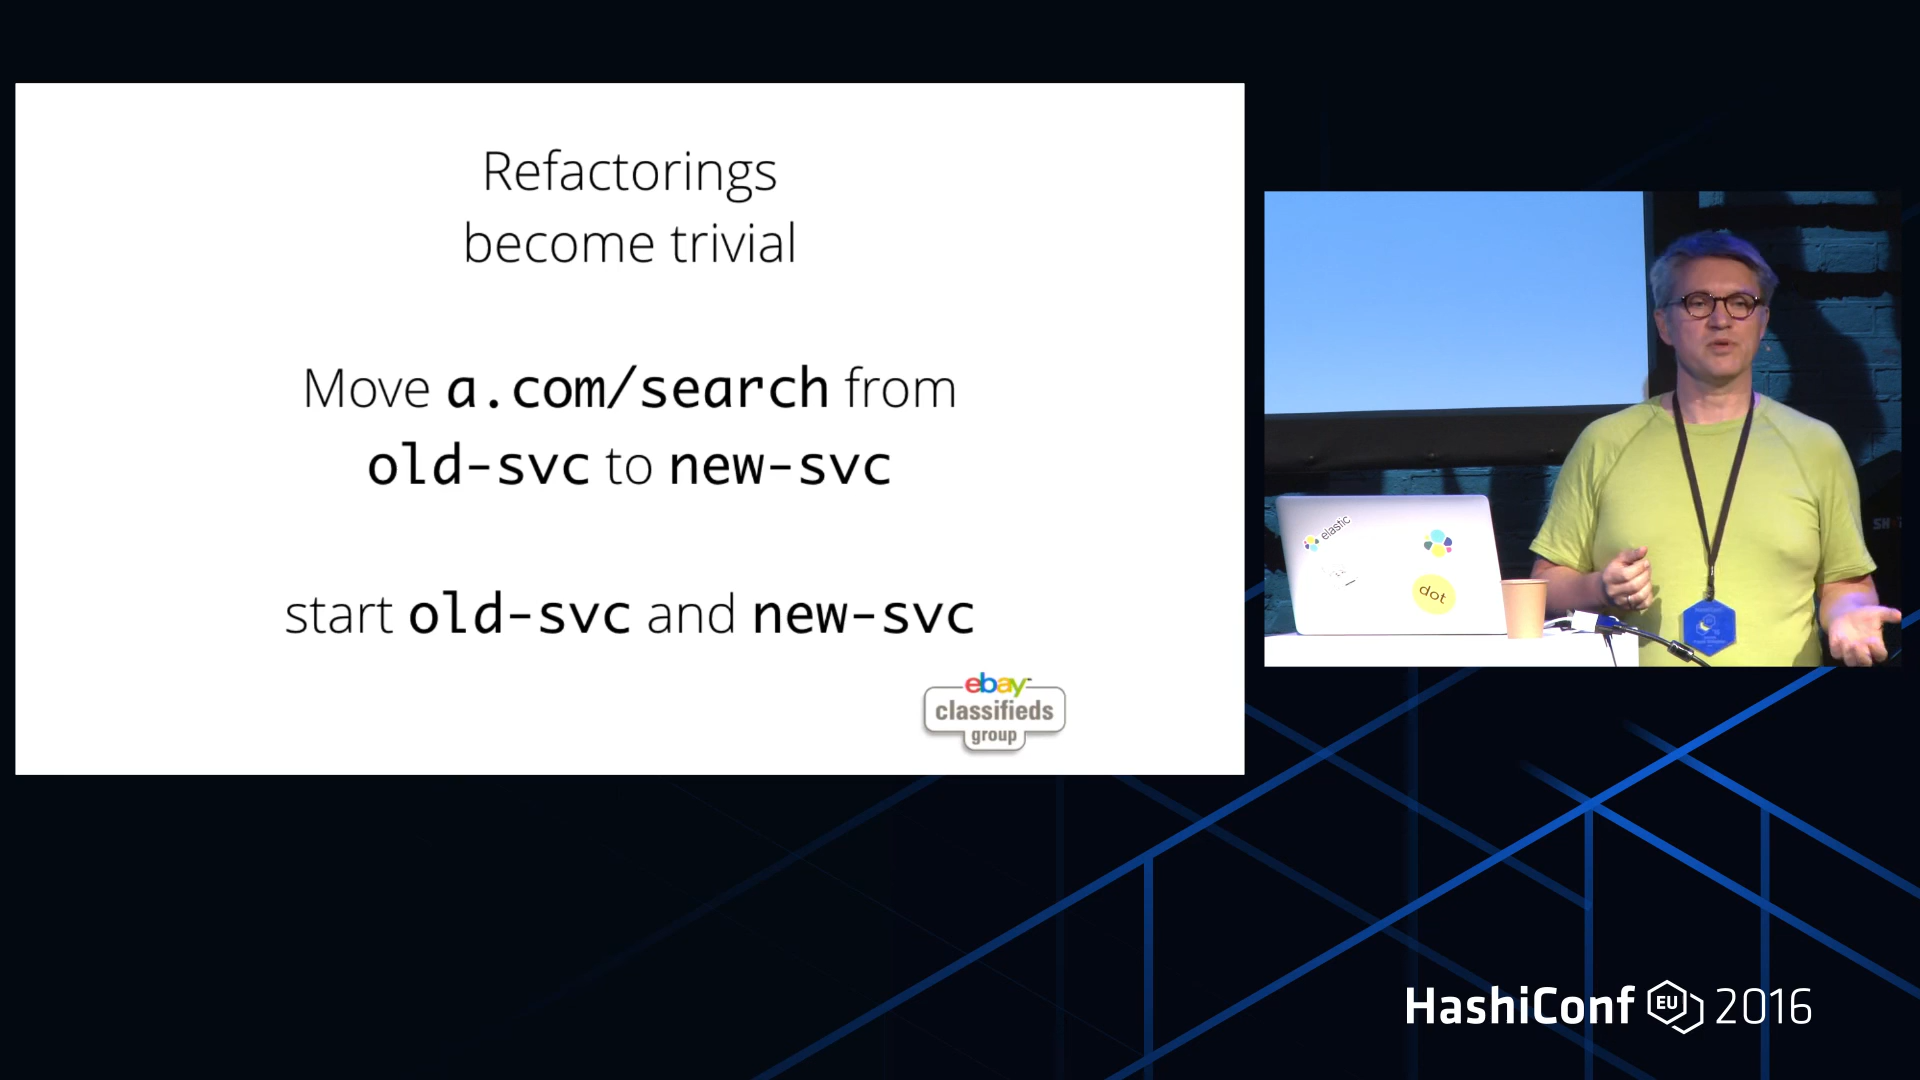 Refactorings
become trivial
Move a.com/search from
old-svc to new-svc
start old-svc and new-svc
ebay
classifieds
group
elastic
dot
HashiConf EU 2016